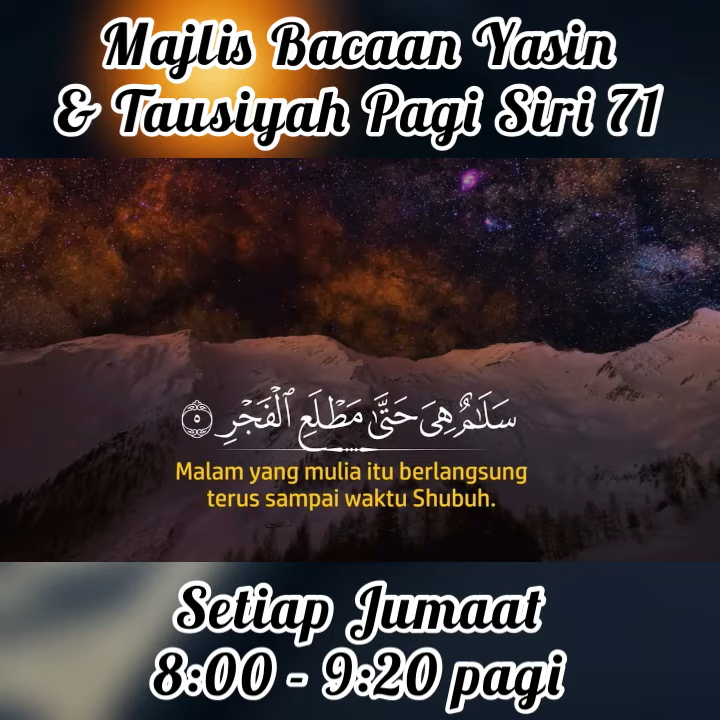 Majlis Bacaan Yasin
& Tausiyah Pagi Siri 71
سَلَـٰمٌ هِىَ حَتَّىٰ مَطْلَعِ ٱلْفَجْرِ ٥
Malam yang mulia itu berlangsung
terus sampai waktu Shubuh.
Setiap Jumaat
8:00 - 9:20 pagi